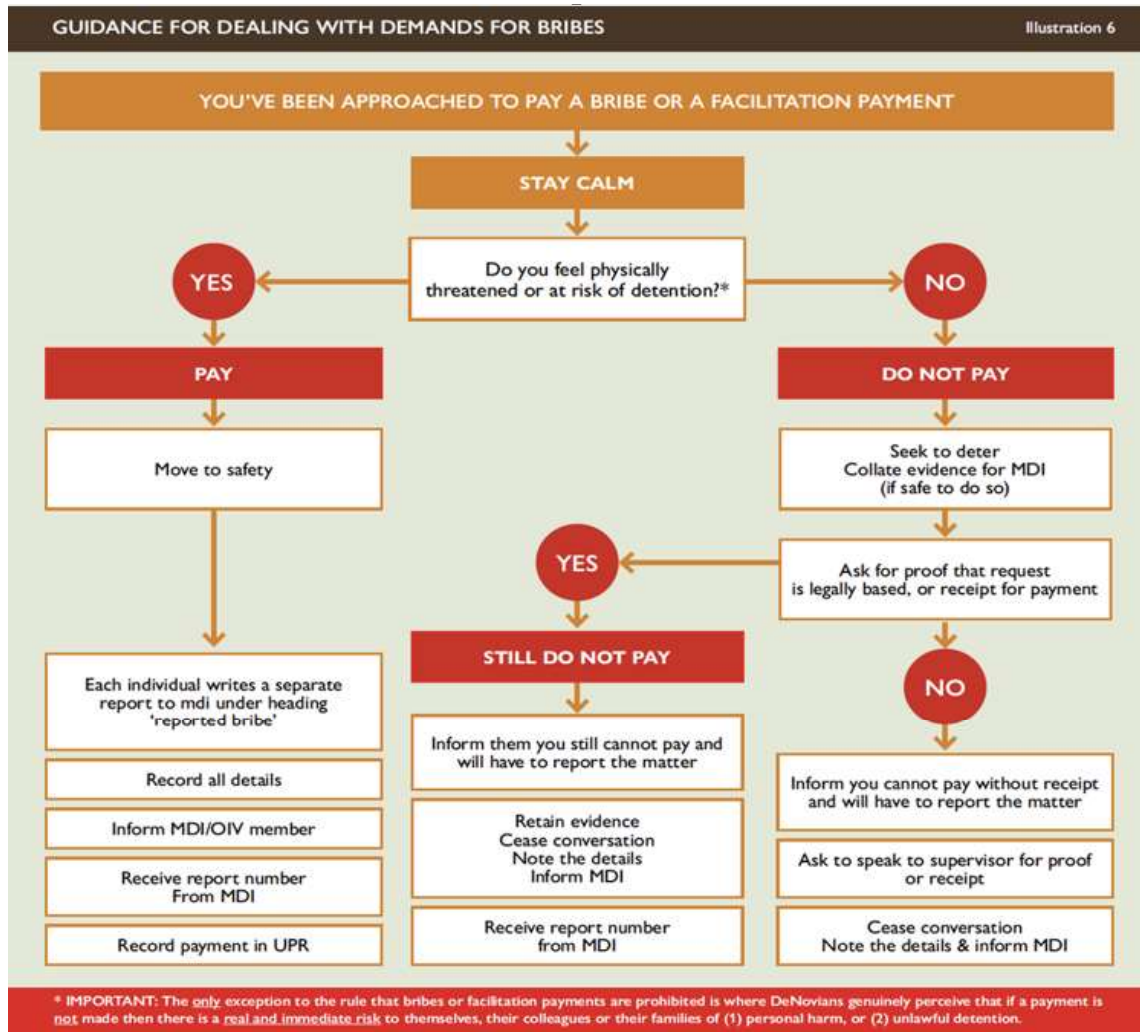 GUIDANCE FOR DEALING WITH DEMANDS FOR BRIBES
Illustration 6
YOU'VE BEEN APPROACHED TO PAY A BRIBE OR A FACILITATION PAYMENT
STAY CALM
Do you feel physically
threatened or at risk of detention?*
YES
NO
PAY
Move to safety
Each individual writes a separate
report to mdi under heading
'reported bribe'
Record all details
Inform MDI/OIV member
Receive report number
From MDI
Record payment in UPR
DO NOT PAY
Seek to deter
Collate evidence for MDI
(if safe to do so)
Ask for proof that request
is legally based, or receipt for payment
YES
STILL DO NOT PAY
Inform them you still cannot pay and
will have to report the matter
Retain evidence
Cease conversation
Note the details
Inform MDI
Receive report number
from MDI
NO
Inform you cannot pay without receipt
and will have to report the matter
Ask to speak to supervisor for proof
or receipt
Cease conversation
Note the details & inform MDI
* IMPORTANT: The only exception to the rule that bribes or facilitation payments are prohibited is where DeNovians genuinely perceive that if a payment is
not made then there is a real and immediate risk to themselves, their colleagues or their families of (1) personal harm, or (2) unlawful detention.